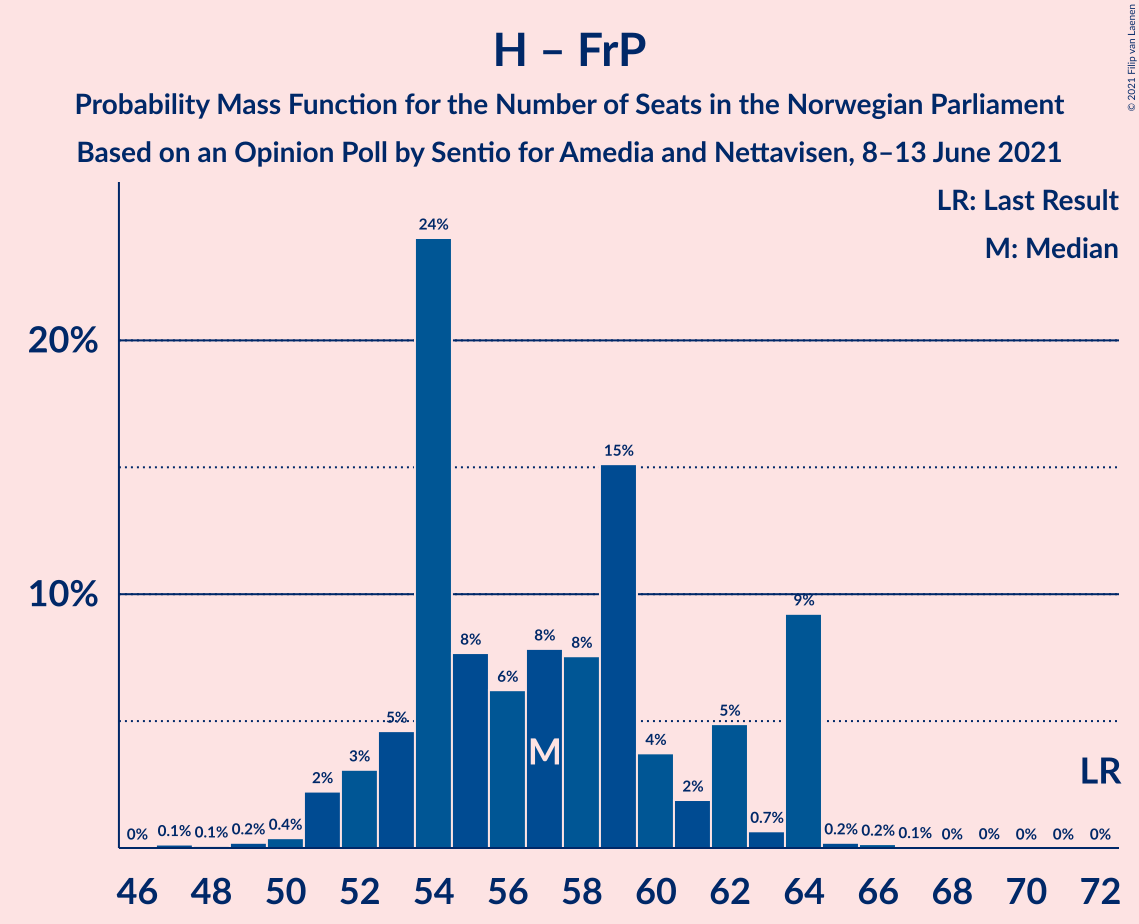 H – FrP
Probability Mass Function for the Number of Seats in the Norwegian Parliament
Based on an Opinion Poll by Sentio for Amedia and Nettavisen, 8–13 June 2021
© 2021 Filip van Laenen
LR: Last Result
M: Median
20%
10%
0% 0.1% 0.1% 0.2% 0.4% 2% 3% 5% 24% 8% 6% 8% 8% 15% 4% 2% 5% 0.7% 9% 0.2% 0.2% 0.1% 0% 0% 0% 0% 0%
M
LR
46 48 50 52 54 56 58 60 62 64 66 68 70 72